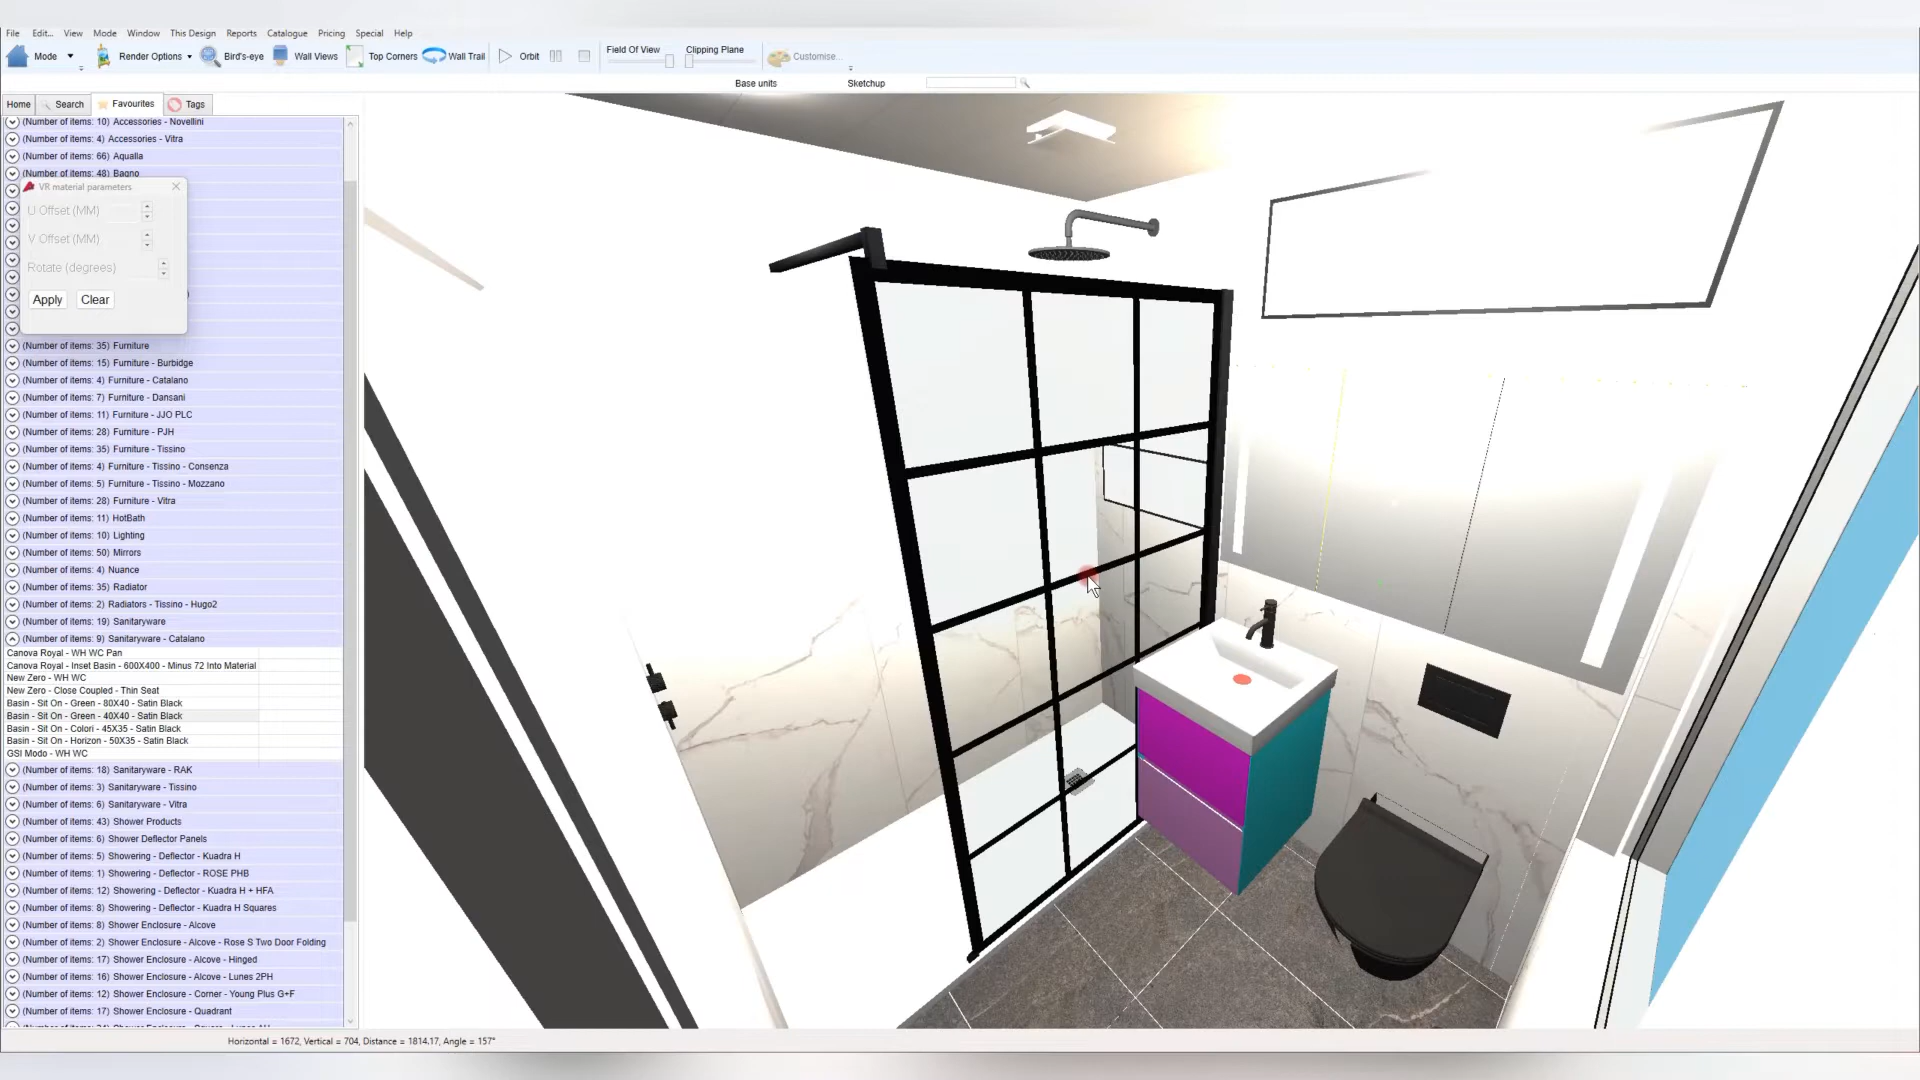 File Edit... View Mode Window This Design Reports Catalogue Pricing Special Help
Mode Render Options Bird's-eye Wall Views Top Corners Wall Trail Orbit Field Of View Clipping Plane Customise...
Base units Sketchup
Home Search Favourites Tags
(Number of items: 10) Accessories - Novellini
(Number of items: 4) Accessories - Vitra
(Number of items: 66) Aqualla
(Number of items: 48) Bagno
VR material parameters
U Offset (MM)
V Offset (MM)
Rotate (degrees)
Apply Clear
(Number of items: 35) Furniture
(Number of items: 15) Furniture - Burbidge
(Number of items: 4) Furniture - Catalano
(Number of items: 7) Furniture - Dansani
(Number of items: 11) Furniture - JJO PLC
(Number of items: 28) Furniture - PJH
(Number of items: 35) Furniture - Tissino
(Number of items: 4) Furniture - Tissino - Consenza
(Number of items: 5) Furniture - Tissino - Mozzano
(Number of items: 28) Furniture - Vitra
(Number of items: 11) HotBath
(Number of items: 10) Lighting
(Number of items: 50) Mirrors
(Number of items: 4) Nuance
(Number of items: 35) Radiator
(Number of items: 2) Radiators - Tissino - Hugo2
(Number of items: 19) Sanitaryware
(Number of items: 9) Sanitaryware - Catalano
Canova Royal - WH WC Pan
Canova Royal - Inset Basin - 600X400 - Minus 72 Into Material
New Zero - WH WC
New Zero - Close Coupled - Thin Seat
Basin - Sit On - Green - 80X40 - Satin Black
Basin - Sit On - Green - 40X40 - Satin Black
Basin - Sit On - Colori - 45X35 - Satin Black
Basin - Sit On - Horizon - 50X35 - Satin Black
GSI Modo - WH WC
(Number of items: 18) Sanitaryware - RAK
(Number of items: 3) Sanitaryware - Tissino
(Number of items: 6) Sanitaryware - Vitra
(Number of items: 43) Shower Products
(Number of items: 6) Shower Deflector Panels
(Number of items: 5) Showering - Deflector - Kuadra H
(Number of items: 1) Showering - Deflector - ROSE PHB
(Number of items: 12) Showering - Deflector - Kuadra H + HFA
(Number of items: 8) Showering - Deflector - Kuadra H Squares
(Number of items: 8) Shower Enclosure - Alcove
(Number of items: 2) Shower Enclosure - Alcove - Rose S Two Door Folding
(Number of items: 17) Shower Enclosure - Alcove - Hinged
(Number of items: 16) Shower Enclosure - Alcove - Lunes 2PH
(Number of items: 12) Shower Enclosure - Corner - Young Plus G+F
(Number of items: 17) Shower Enclosure - Quadrant
Horizontal = 1672, Vertical = 704, Distance = 1814.17, Angle = 157°